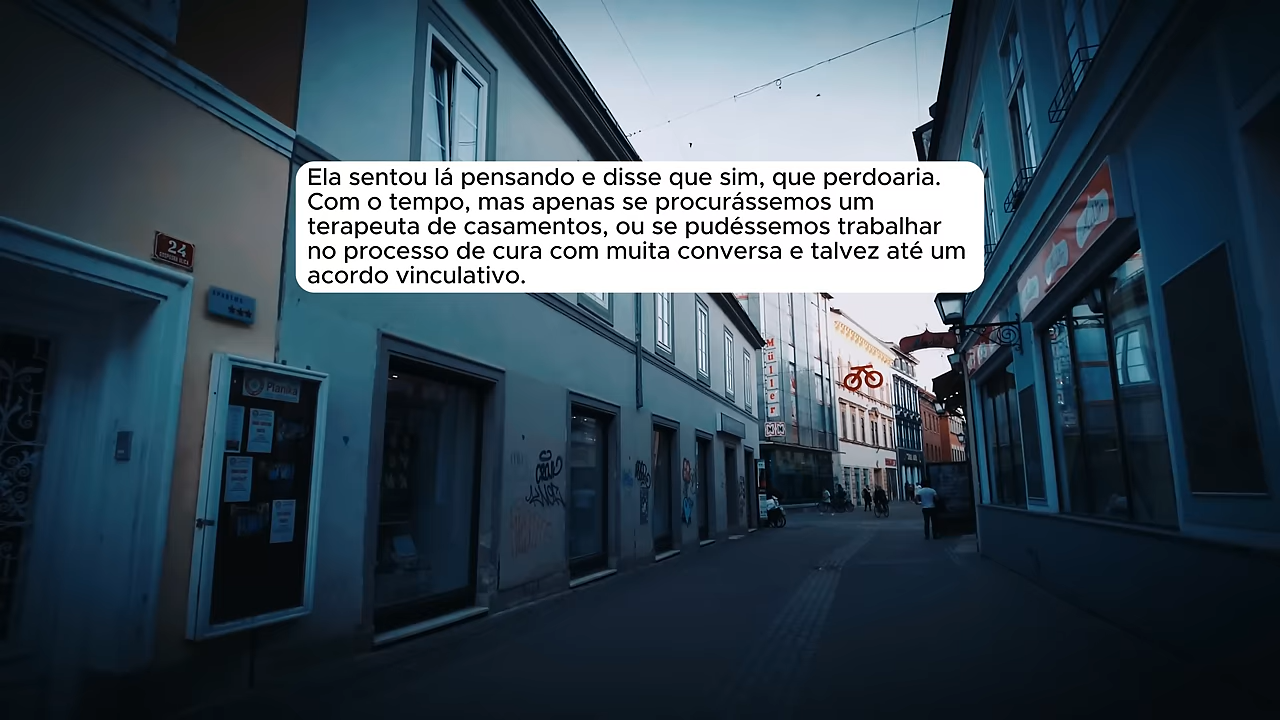 Ela sentou lá pensando e disse que sim, que perdoaria.
Com o tempo, mas apenas se procurássemos um
terapeuta de casamentos, ou se pudéssemos trabalhar
no processo de cura com muita conversa e talvez até um
acordo vinculativo.
24
Planika
Müller